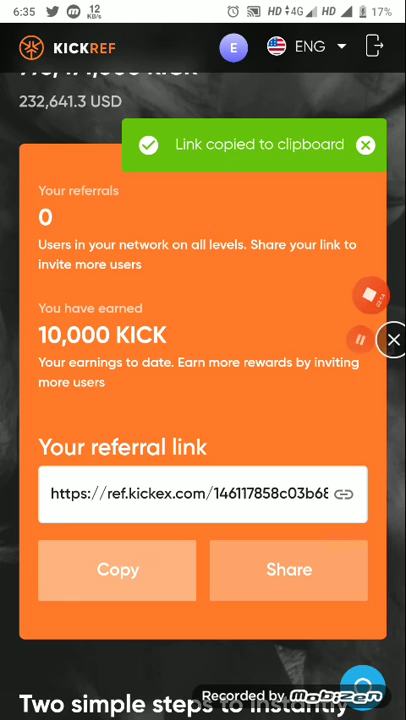 6:35
12
KB/s
HD 4G HD 17%
KICKREF
E
ENG
KICK
232,641.3 USD
Link copied to clipboard
Your referrals
0
Users in your network on all levels. Share your link to
invite more users
You have earned
10,000 KICK
Your earnings to date. Earn more rewards by inviting
more users
Your referral link
https://ref.kickex.com/146117858c03b68
Copy
Share
Recorded by MOBIZEN
Two simple steps to instantly